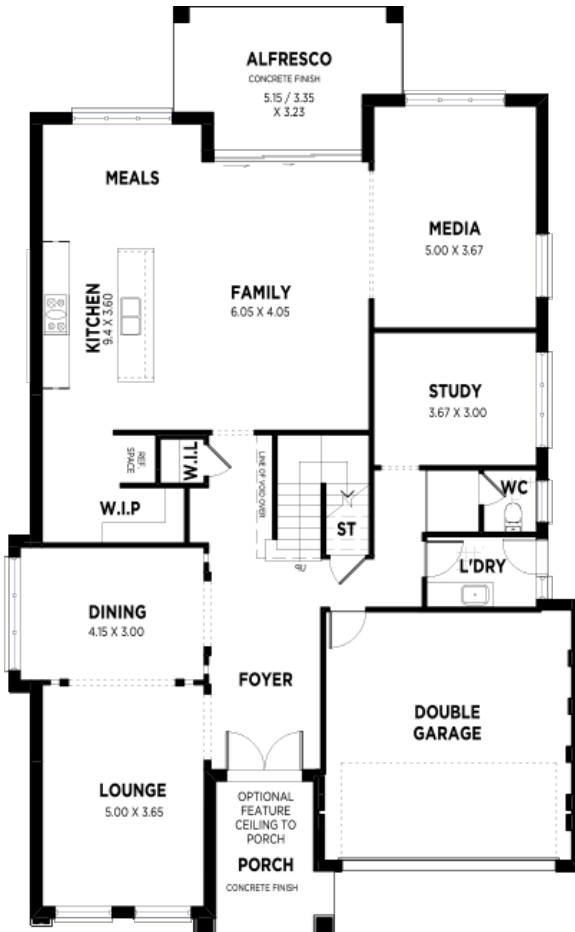 ALFRESCO
CONCRETE FINISH
5.15 / 3.35
X 3.23
MEALS
MEDIA
5.00 X 3.67
KITCHEN
9.4 X 3.60
FAMILY
6.05 X 4.05
STUDY
3.67 X 3.00
REF.
SPACE
W.I.L
LINE OF VOID OVER
WC
W.I.P
ST
UP
L'DRY
DINING
4.15 X 3.00
FOYER
DOUBLE
GARAGE
LOUNGE
5.00 X 3.65
OPTIONAL
FEATURE
CEILING TO
PORCH
PORCH
CONCRETE FINISH